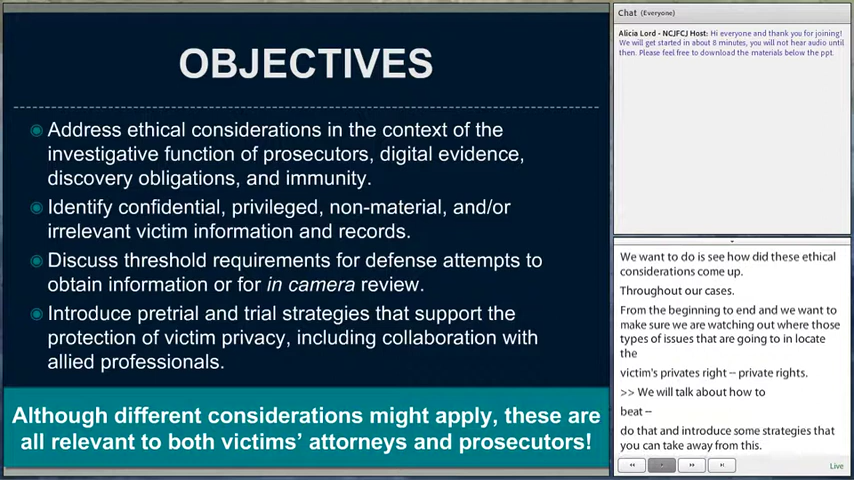 OBJECTIVES
Address ethical considerations in the context of the
investigative function of prosecutors, digital evidence,
discovery obligations, and immunity.
Identify confidential, privileged, non-material, and/or
irrelevant victim information and records.
Discuss threshold requirements for defense attempts to
obtain information or for in camera review.
Introduce pretrial and trial strategies that support the
protection of victim privacy, including collaboration with
allied professionals.
Although different considerations might apply, these are
all relevant to both victims' attorneys and prosecutors!
Chat (Everyone)
Alicia Lord - NCJFCJ Host: Hi everyone and thank you for joining!
We will get started in about 8 minutes, you will not hear audio until
then. Please feel free to download the materials below the ppt.
We want to do is see how did these ethical
considerations come up.
Throughout our cases.
From the beginning to end and we want to
make sure we are watching out where those
types of issues that are going to in locate
the
victim's privates right -- private rights.
>> We will talk about how to
beat --
do that and introduce some strategies that
you can take away from this.
Live